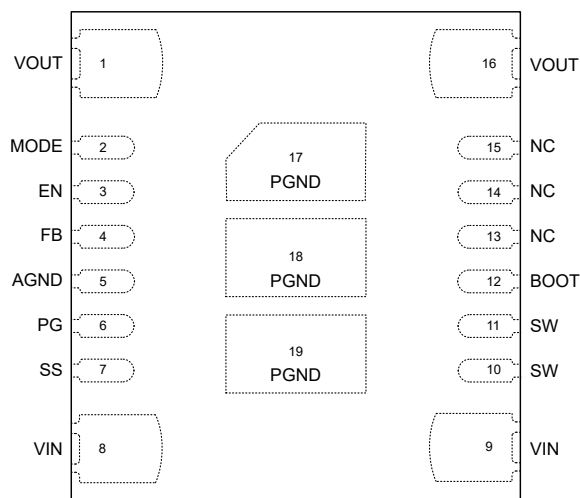 VOUT 1 16 VOUT
MODE 2 15 NC
17
PGND
EN 3 14 NC
FB 4 13 NC
18
PGND
AGND 5 12 BOOT
PG 6 11 SW
19
PGND
SS 7 10 SW
VIN 8 9 VIN